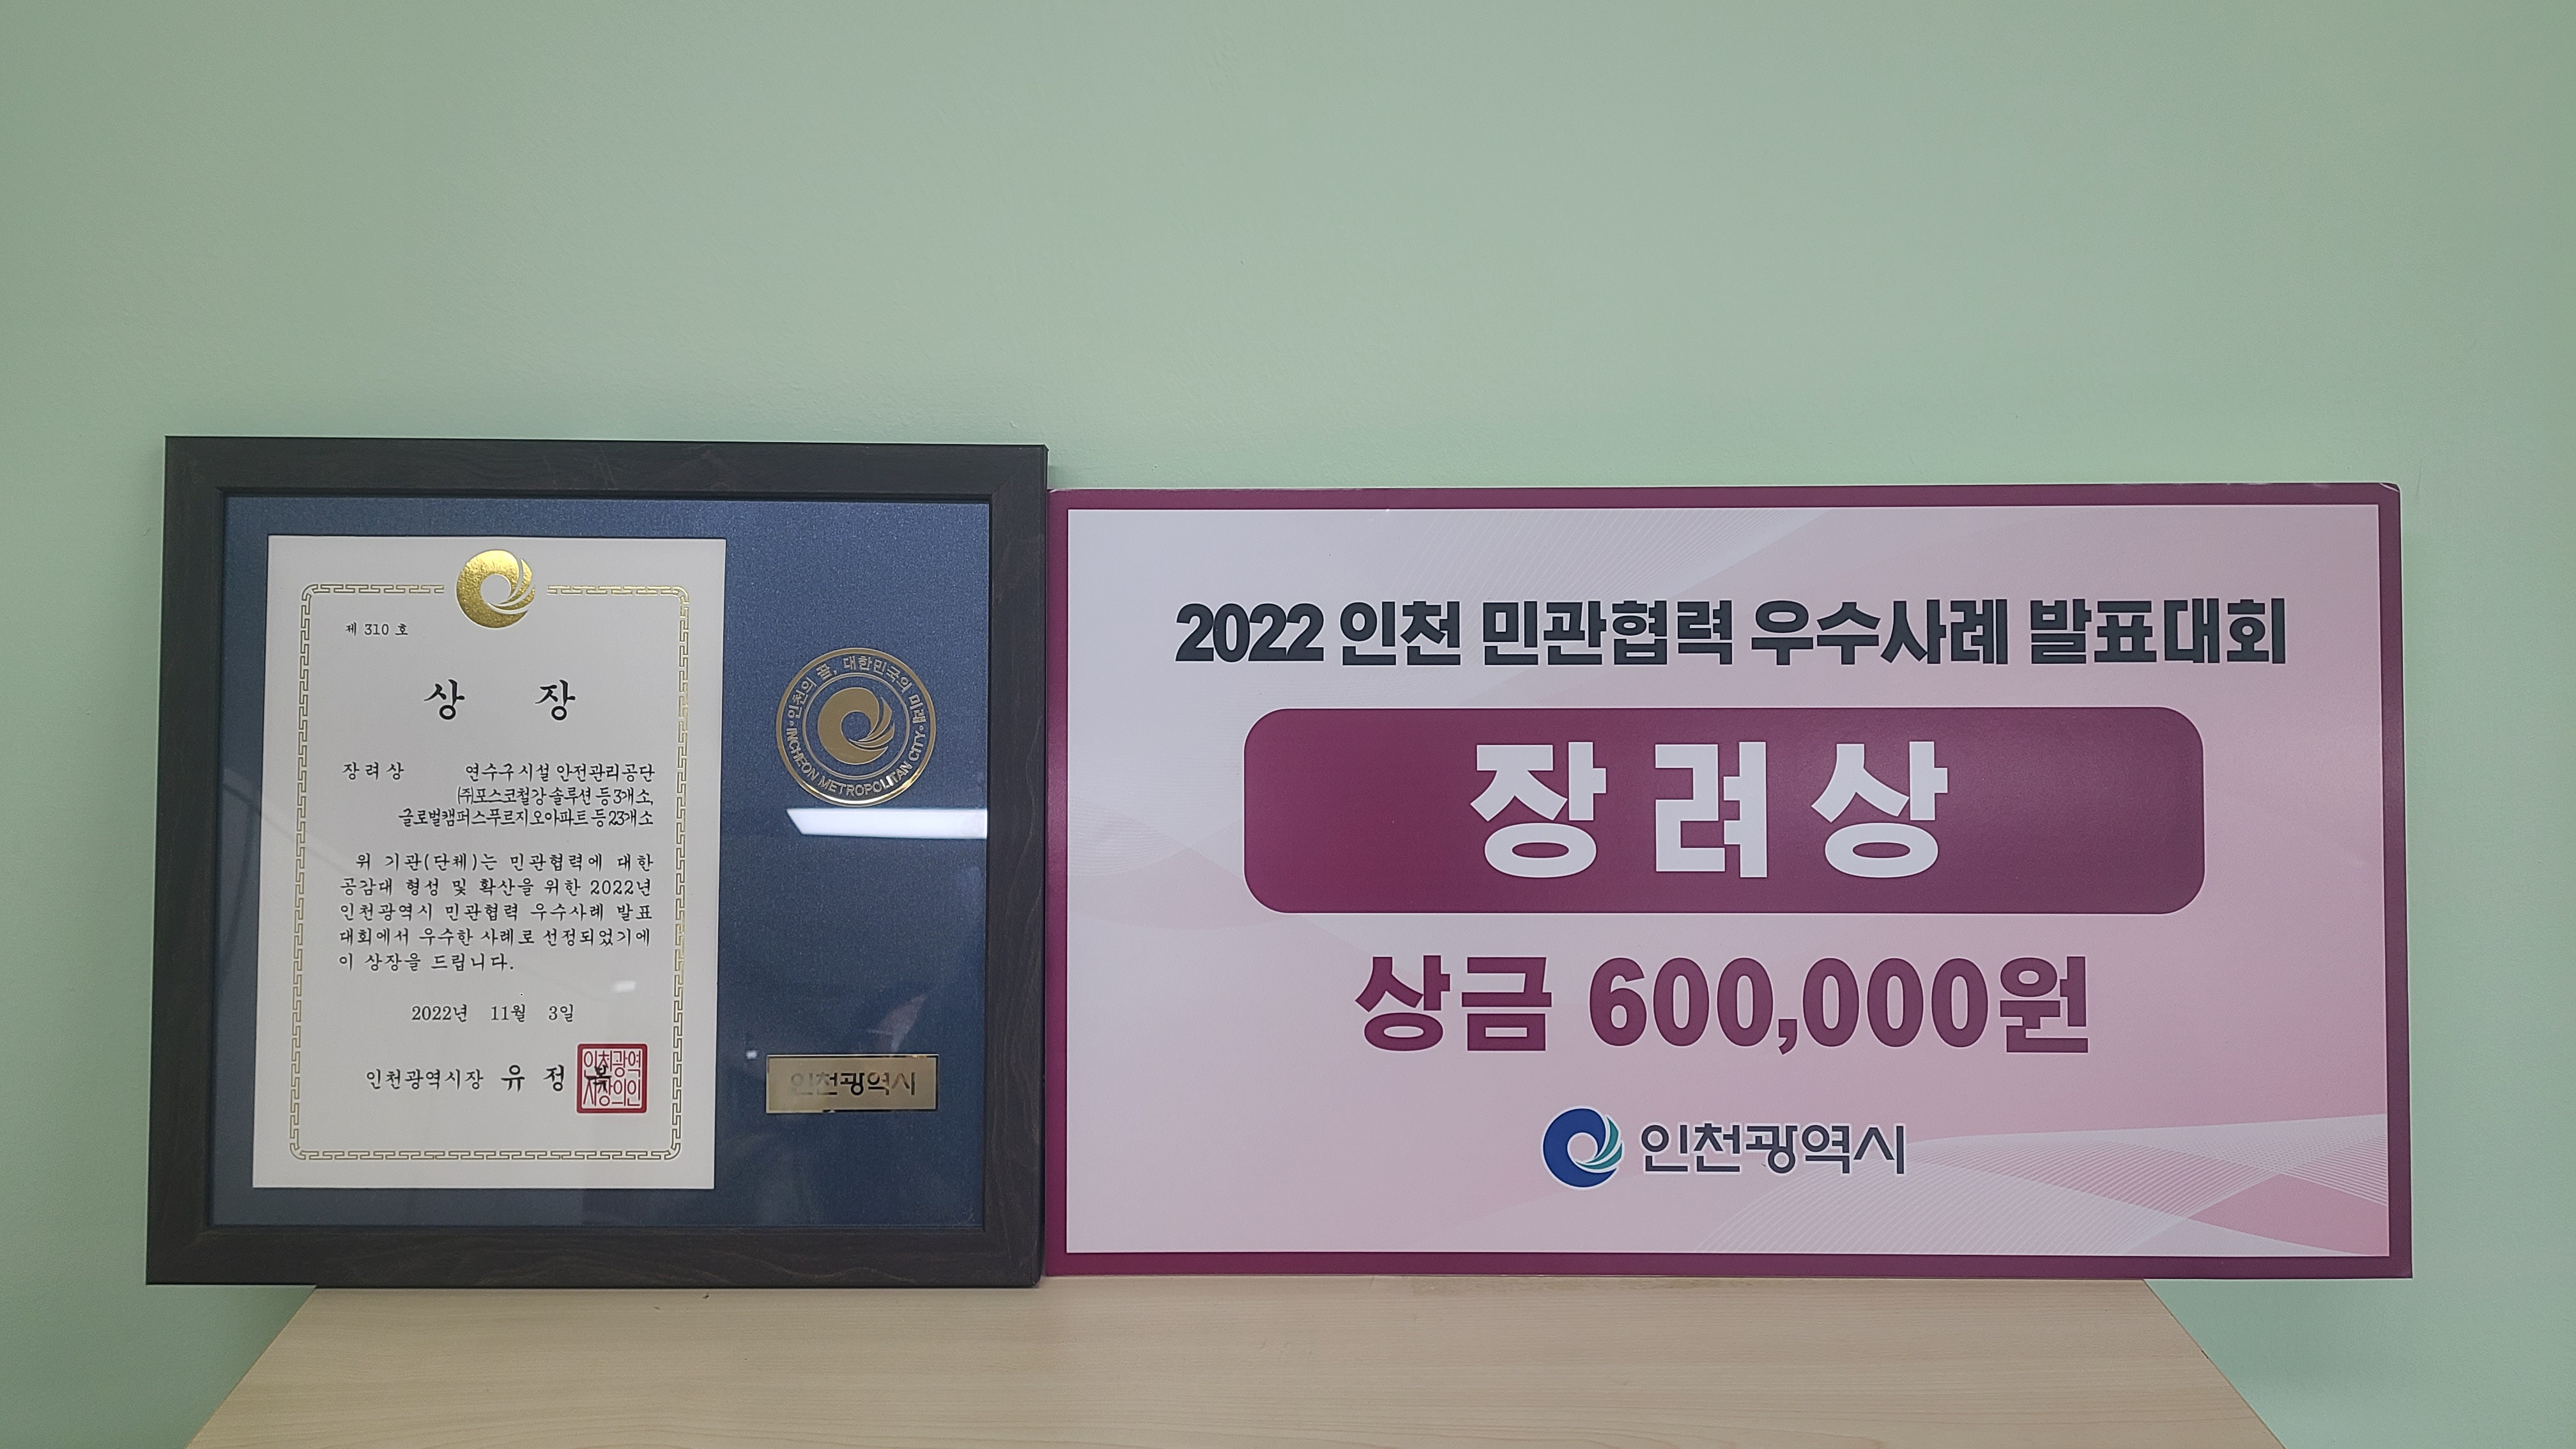 제 310 호
상 장
장려상 연수구시설안전관리공단
㈜포스코철강솔루션 등 3개소,
글로벌캠퍼스푸르지오아파트 등 23개소
위 기관(단체)는 민관협력에 대한
공감대 형성 및 확산을 위한 2022년
인천광역시 민관협력 우수사례 발표
대회에서 우수한 사례로 선정되었기에
이 상장을 드립니다.
2022년 11월 3일
인천광역시장 유 정 복
인천광역
시장의인
인천의 꿈, 대한민국의 미래
INCHEON METROPOLITAN CITY
인천광역시
2022 인천 민관협력 우수사례 발표대회
장려상
상금 600,000원
인천광역시